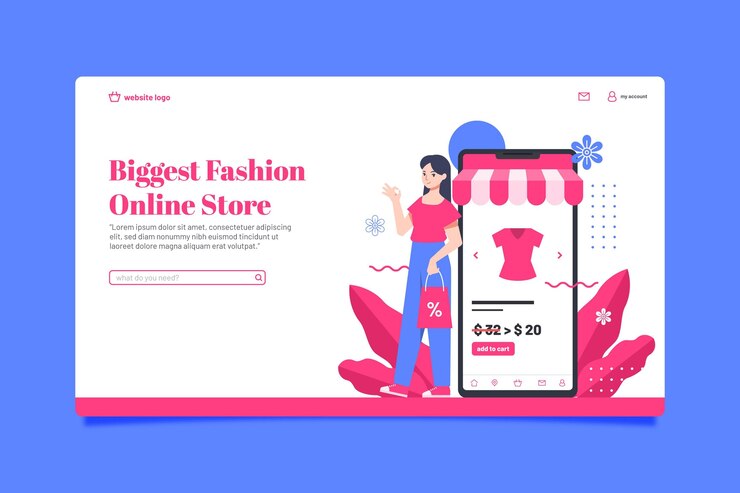 website logo
my account
Biggest Fashion
Online Store
"Lorem ipsum dolor sit amet, consectetuer adipiscing
elit, sed diam nonummy nibh euismod tincidunt ut
laoreet dolore magna aliquam erat volutpat."
what do you need?
%
$ 32 > $ 20
add to cart